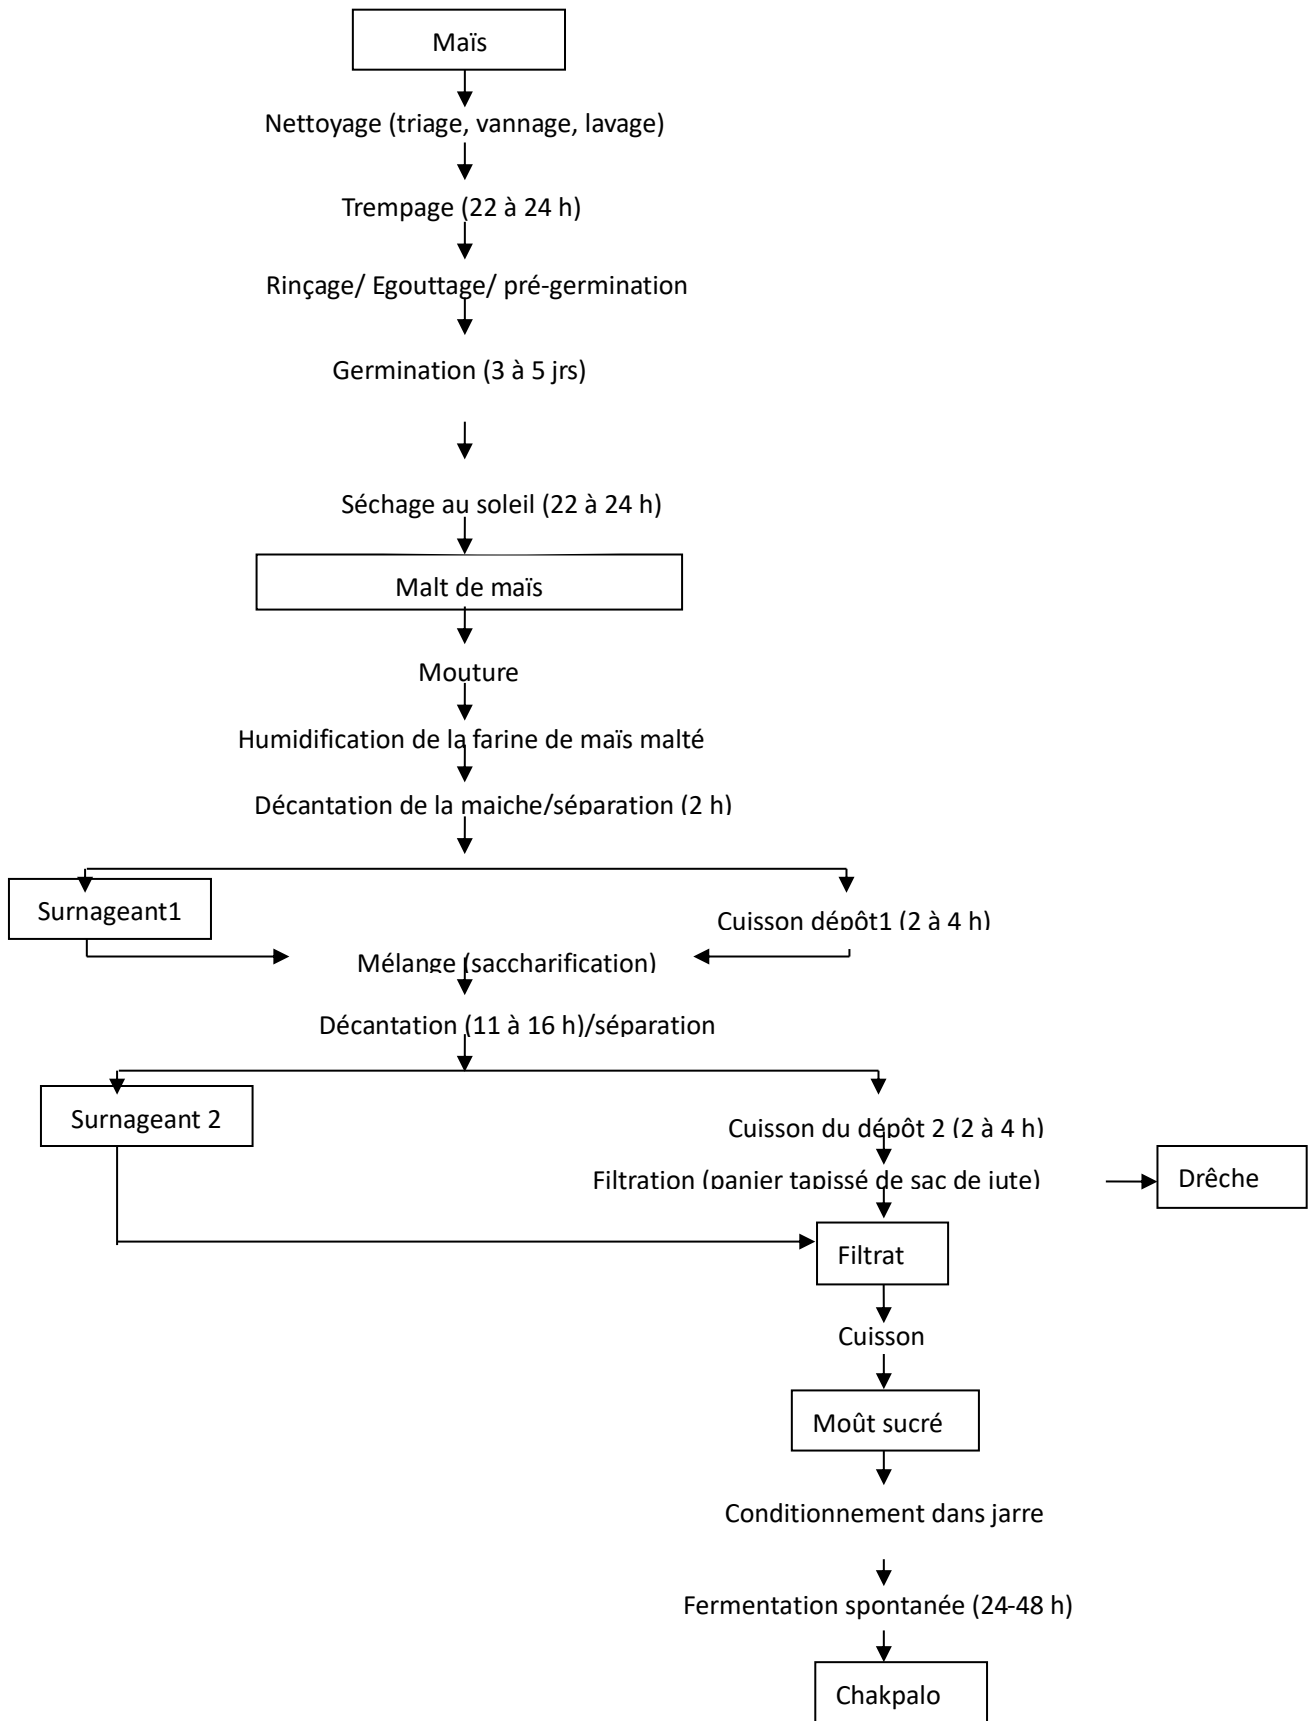 Maïs
Nettoyage (triage, vannage, lavage)
Trempage (22 à 24 h)
Rinçage/ Egouttage/ pré-germination
Germination (3 à 5 jrs)
Séchage au soleil (22 à 24 h)
Malt de maïs
Mouture
Humidification de la farine de maïs malté
Décantation de la maiche/séparation (2 h)
Surnageant1
Cuisson dépôt1 (2 à 4 h)
Mélange (saccharification)
Décantation (11 à 16 h)/séparation
Surnageant 2
Cuisson du dépôt 2 (2 à 4 h)
Filtration (panier tapissé de sac de jute)
Drêche
Filtrat
Cuisson
Moût sucré
Conditionnement dans jarre
Fermentation spontanée (24-48 h)
Chakpalo